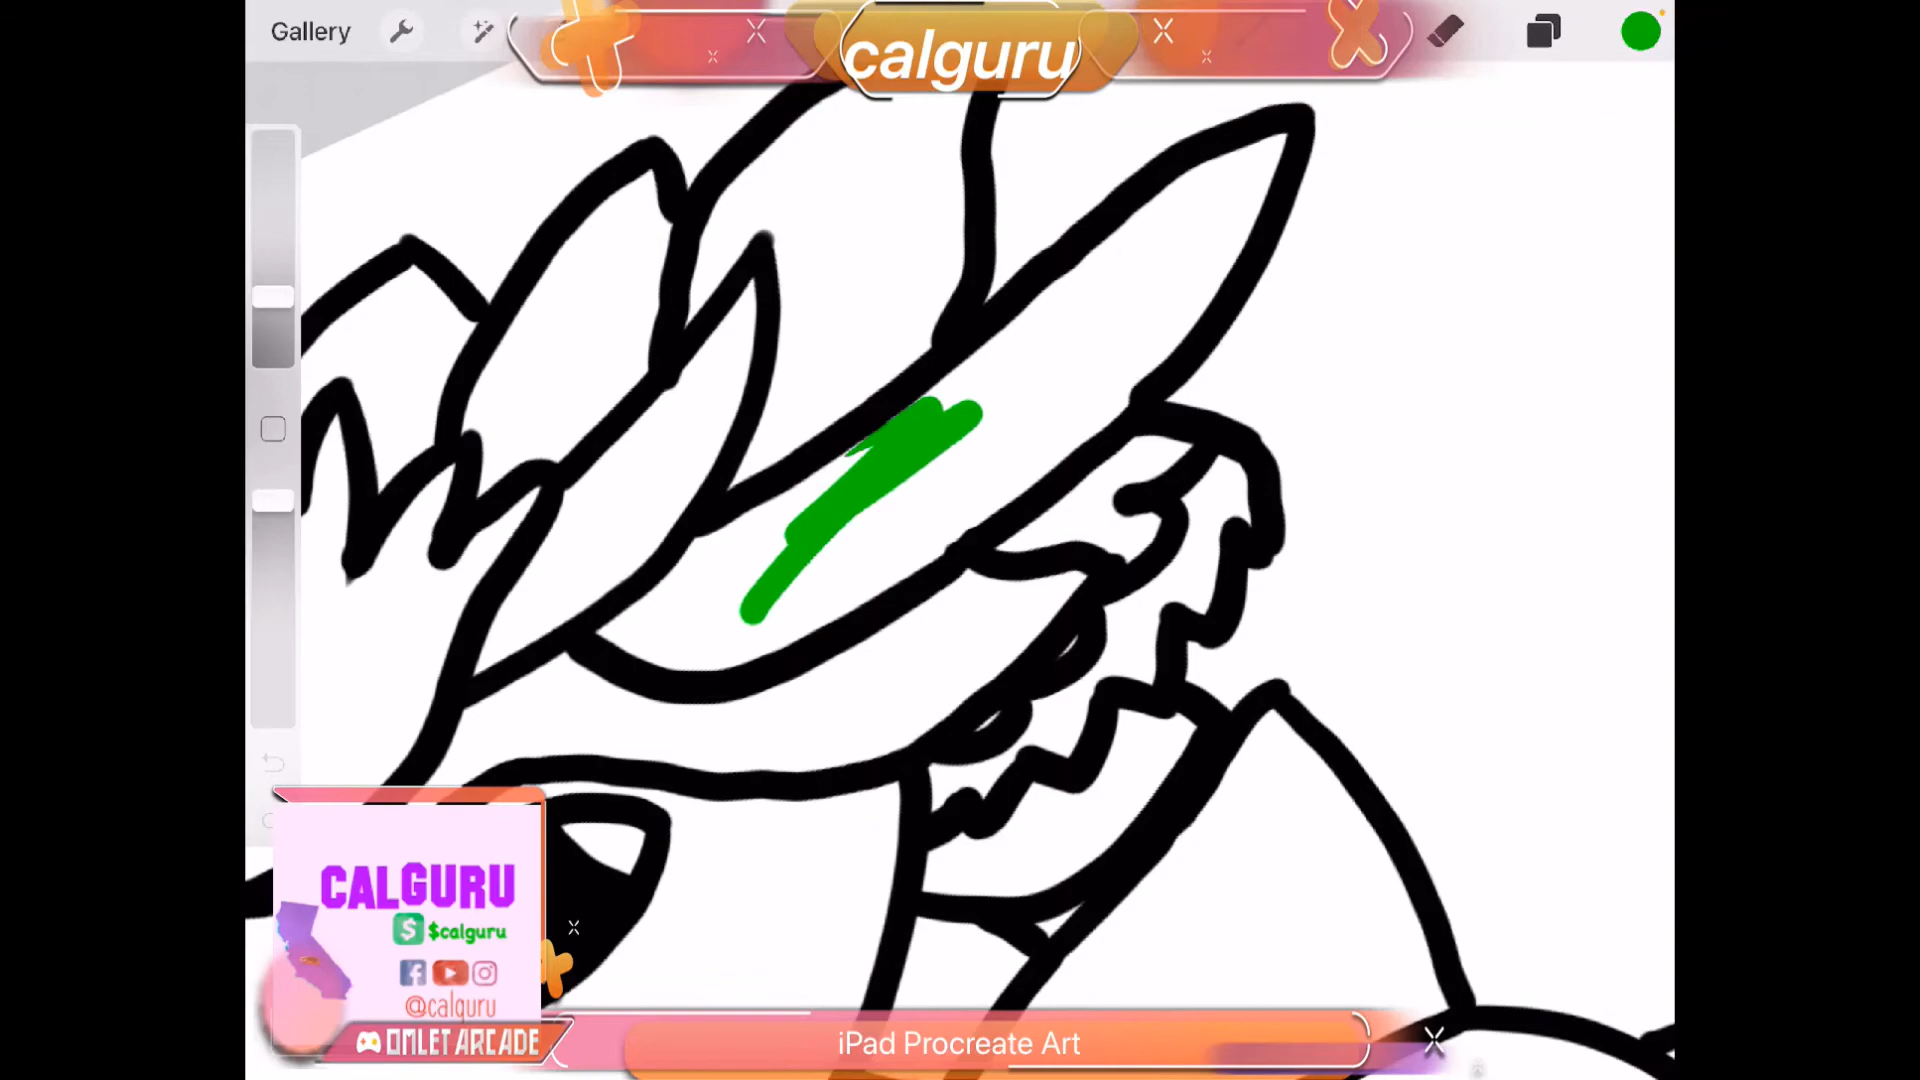 Gallery
calguru
CALGURU
$ $calguru
@calguru
OMLET ARCADE
iPad Procreate Art